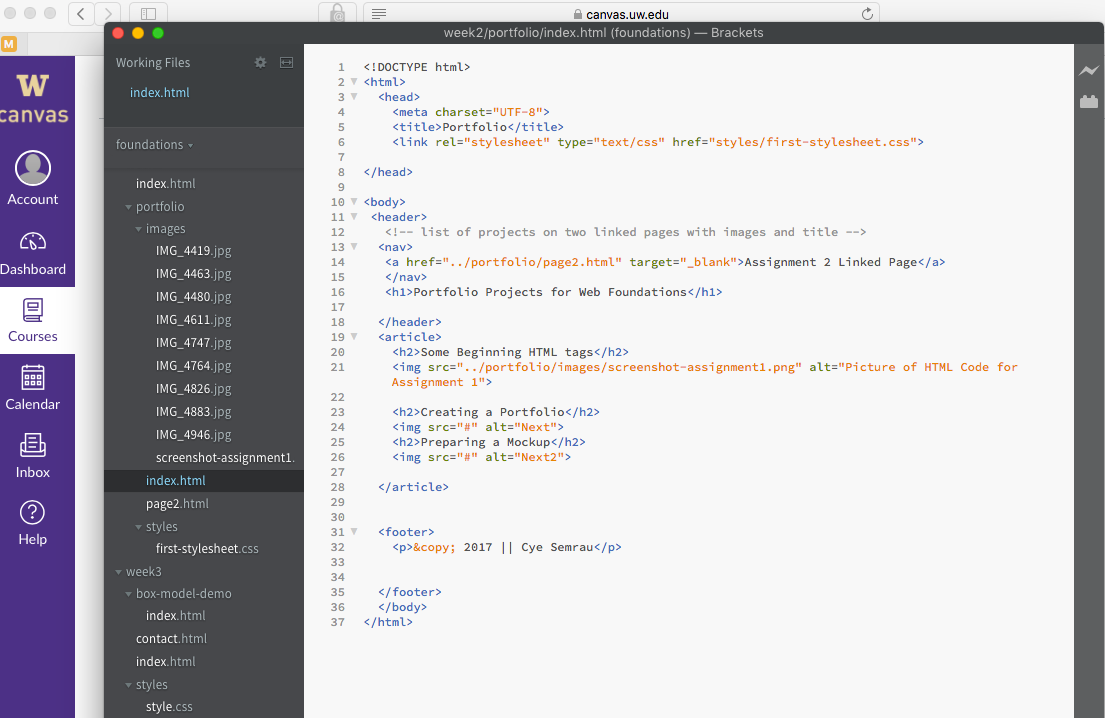 canvas.uw.edu
week2/portfolio/index.html (foundations) — Brackets
M
W
canvas
Account
Dashboard
Courses
Calendar
Inbox
?
Help
Working Files
index.html
foundations
index.html
portfolio
images
IMG_4419.jpg
IMG_4463.jpg
IMG_4480.jpg
IMG_4611.jpg
IMG_4747.jpg
IMG_4764.jpg
IMG_4826.jpg
IMG_4883.jpg
IMG_4946.jpg
screenshot-assignment1.
index.html
page2.html
styles
first-stylesheet.css
week3
box-model-demo
index.html
contact.html
index.html
styles
style.css
1 <!DOCTYPE html>
2 <html>
3 <head>
4 <meta charset="UTF-8">
5 <title>Portfolio</title>
6 <link rel="stylesheet" type="text/css" href="styles/first-stylesheet.css">
7
8 </head>
9
10 <body>
11 <header>
12 <!-- list of projects on two linked pages with images and title -->
13 <nav>
14 <a href="../portfolio/page2.html" target="_blank">Assignment 2 Linked Page</a>
15 </nav>
16 <h1>Portfolio Projects for Web Foundations</h1>
17
18 </header>
19 <article>
20 <h2>Some Beginning HTML tags</h2>
21 <img src="../portfolio/images/screenshot-assignment1.png" alt="Picture of HTML Code for
Assignment 1">
22
23 <h2>Creating a Portfolio</h2>
24 <img src="#" alt="Next">
25 <h2>Preparing a Mockup</h2>
26 <img src="#" alt="Next2">
27
28 </article>
29
30
31 <footer>
32 <p>&copy; 2017 || Cye Semrau</p>
33
34
35 </footer>
36 </body>
37 </html>